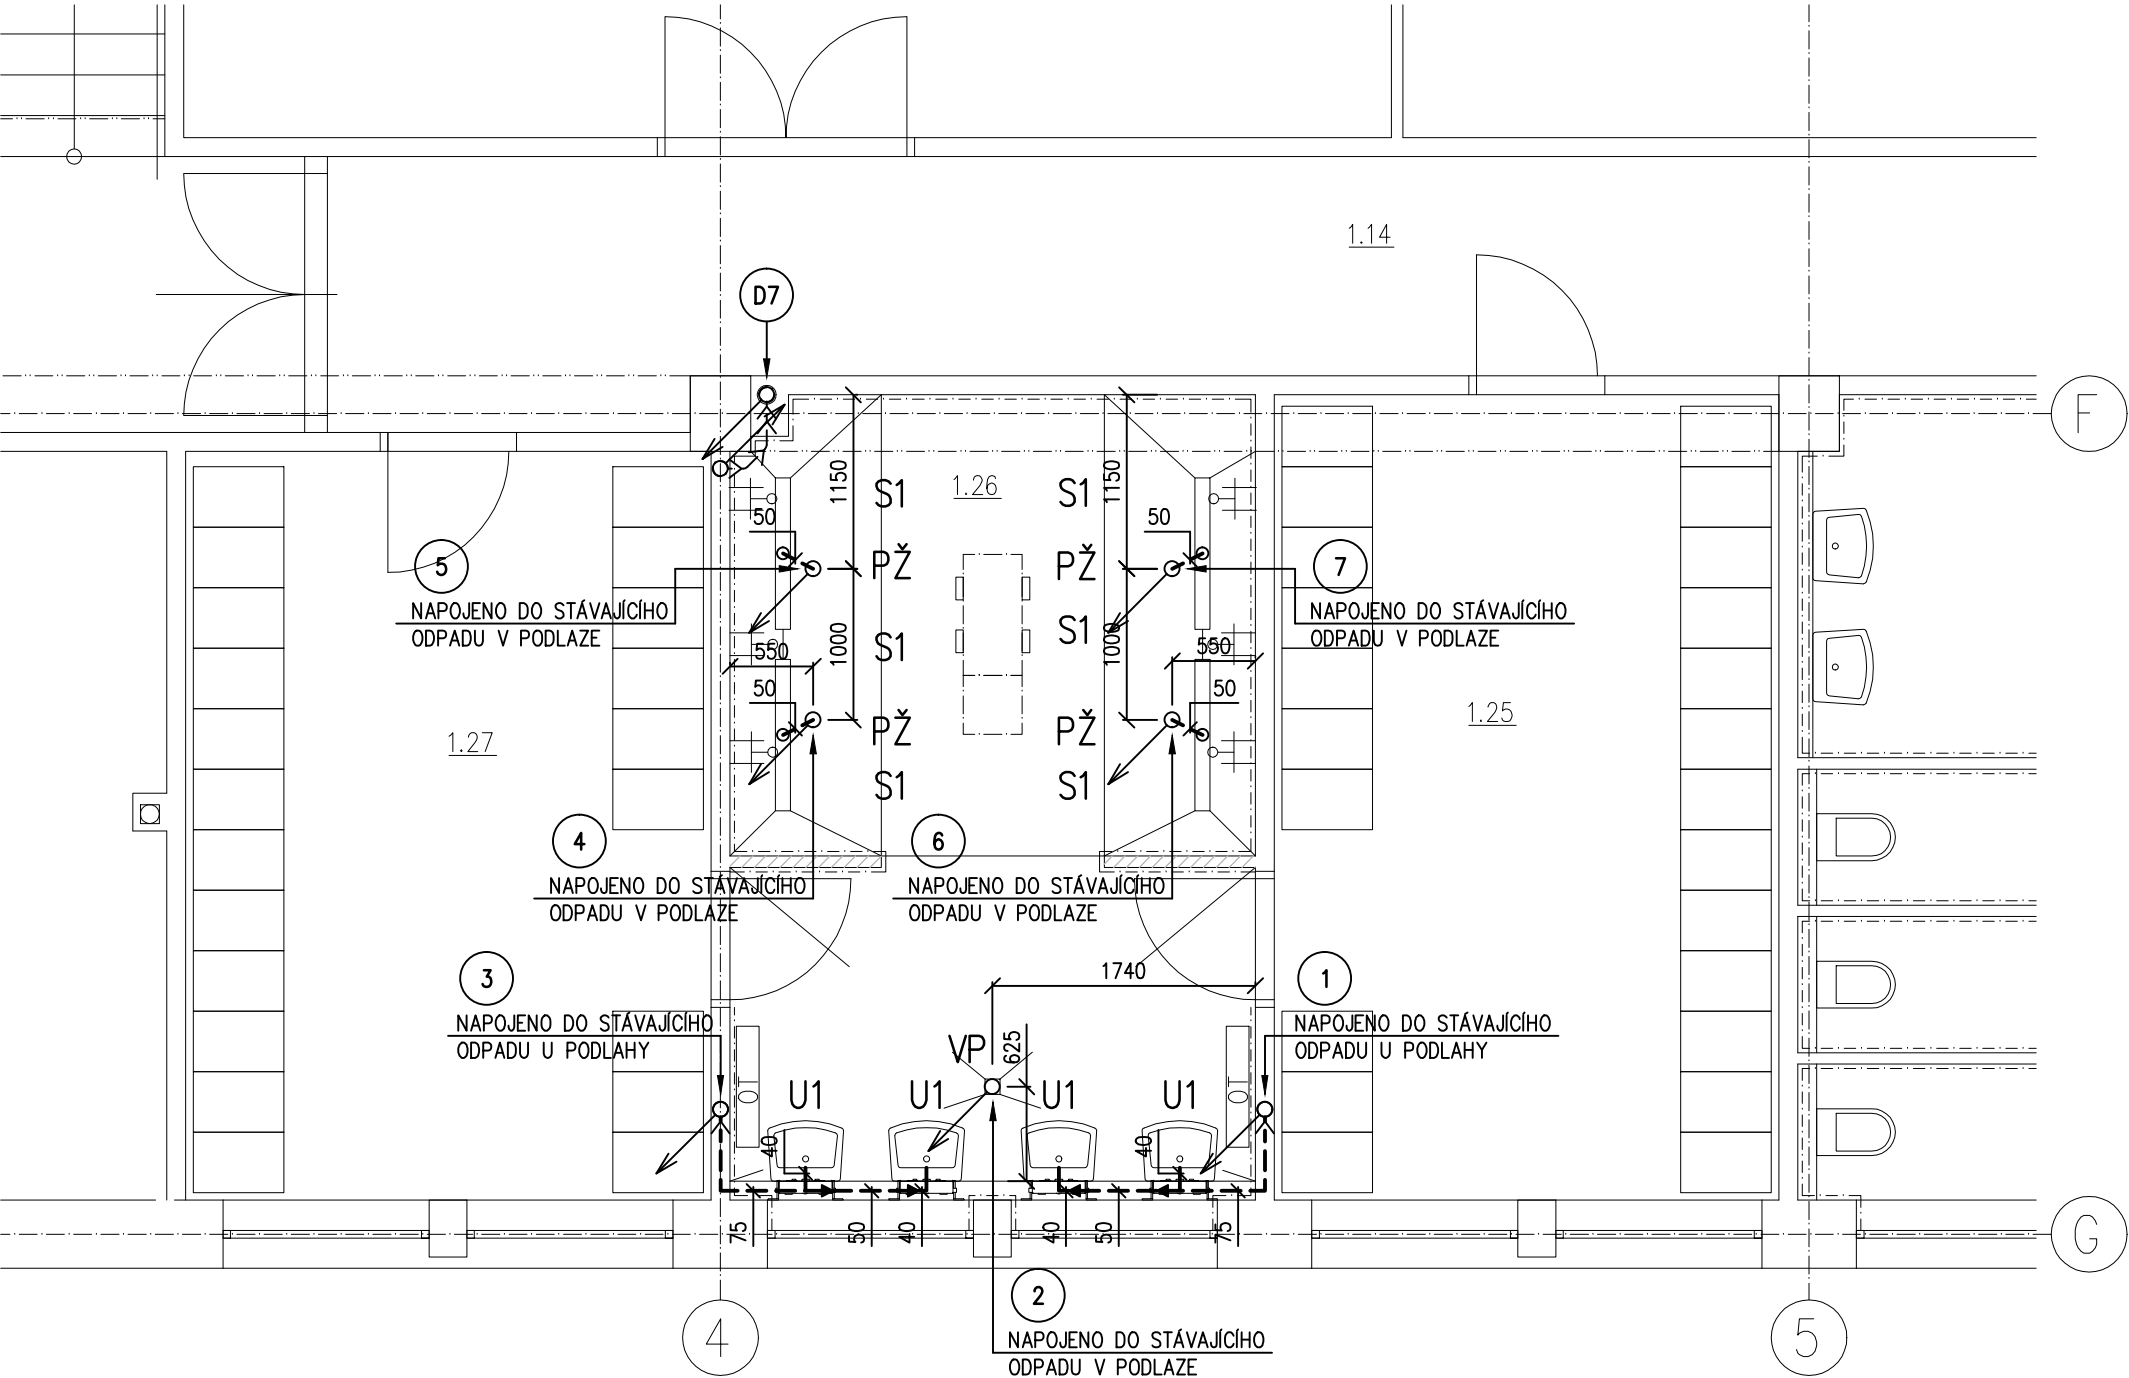 1.14
D7
F
1150
S1
1.26
S1
1150
50
50
5
PŽ
PŽ
7
NAPOJENO DO STÁVAJÍCÍHO
ODPADU V PODLAZE
NAPOJENO DO STÁVAJÍCÍHO
ODPADU V PODLAZE
1000
S1
S1
1000
550
550
50
50
1.27
PŽ
PŽ
1.25
S1
S1
4
6
NAPOJENO DO STÁVAJÍCÍHO
ODPADU V PODLAZE
NAPOJENO DO STÁVAJÍCÍHO
ODPADU V PODLAZE
3
1740
1
NAPOJENO DO STÁVAJÍCÍHO
ODPADU U PODLAHY
NAPOJENO DO STÁVAJÍCÍHO
ODPADU U PODLAHY
VP
625
OT
U1
U1
U1
U1
OT
40
40
75
50
40
40
50
75
G
2
NAPOJENO DO STÁVAJÍCÍHO
ODPADU V PODLAZE
4
5